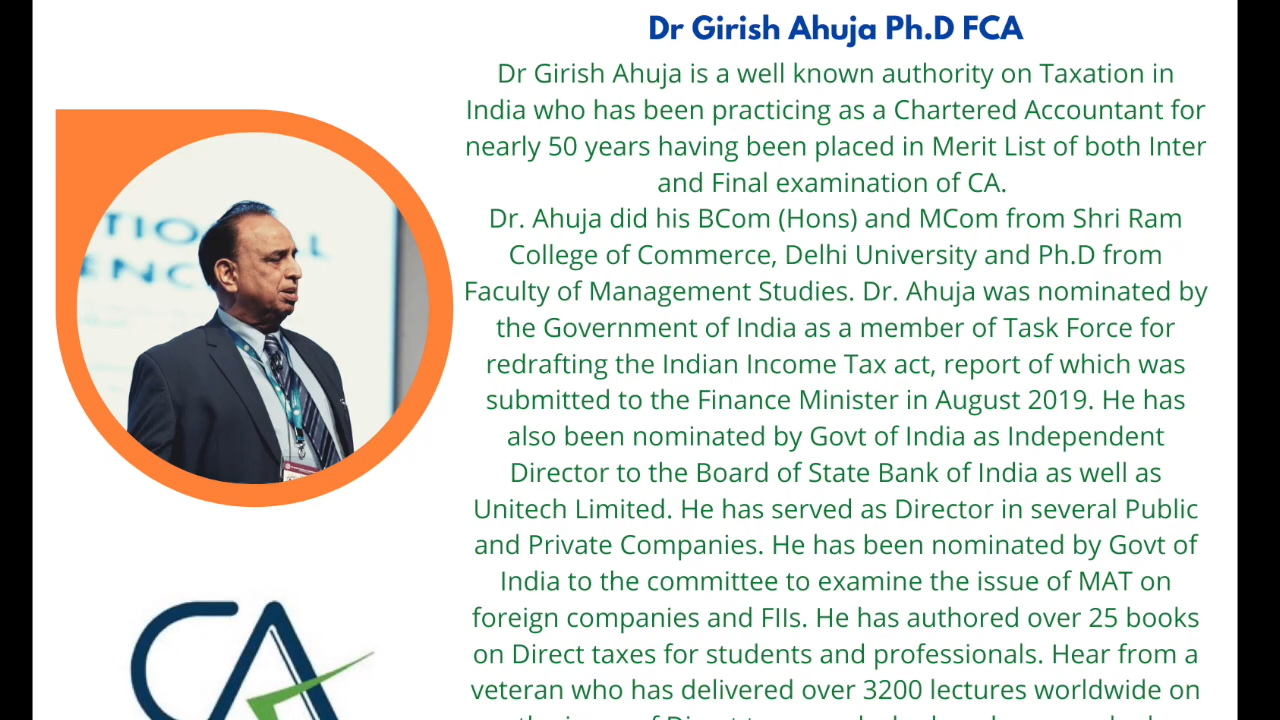 Dr Girish Ahuja Ph.D FCA
Dr Girish Ahuja is a well known authority on Taxation in
India who has been practicing as a Chartered Accountant for
nearly 50 years having been placed in Merit List of both Inter
and Final examination of CA.
Dr. Ahuja did his BCom (Hons) and MCom from Shri Ram
College of Commerce, Delhi University and Ph.D from
Faculty of Management Studies. Dr. Ahuja was nominated by
the Government of India as a member of Task Force for
redrafting the Indian Income Tax act, report of which was
submitted to the Finance Minister in August 2019. He has
also been nominated by Govt of India as Independent
Director to the Board of State Bank of India as well as
Unitech Limited. He has served as Director in several Public
and Private Companies. He has been nominated by Govt of
India to the committee to examine the issue of MAT on
foreign companies and FIIs. He has authored over 25 books
on Direct taxes for students and professionals. Hear from a
veteran who has delivered over 3200 lectures worldwide on
CA